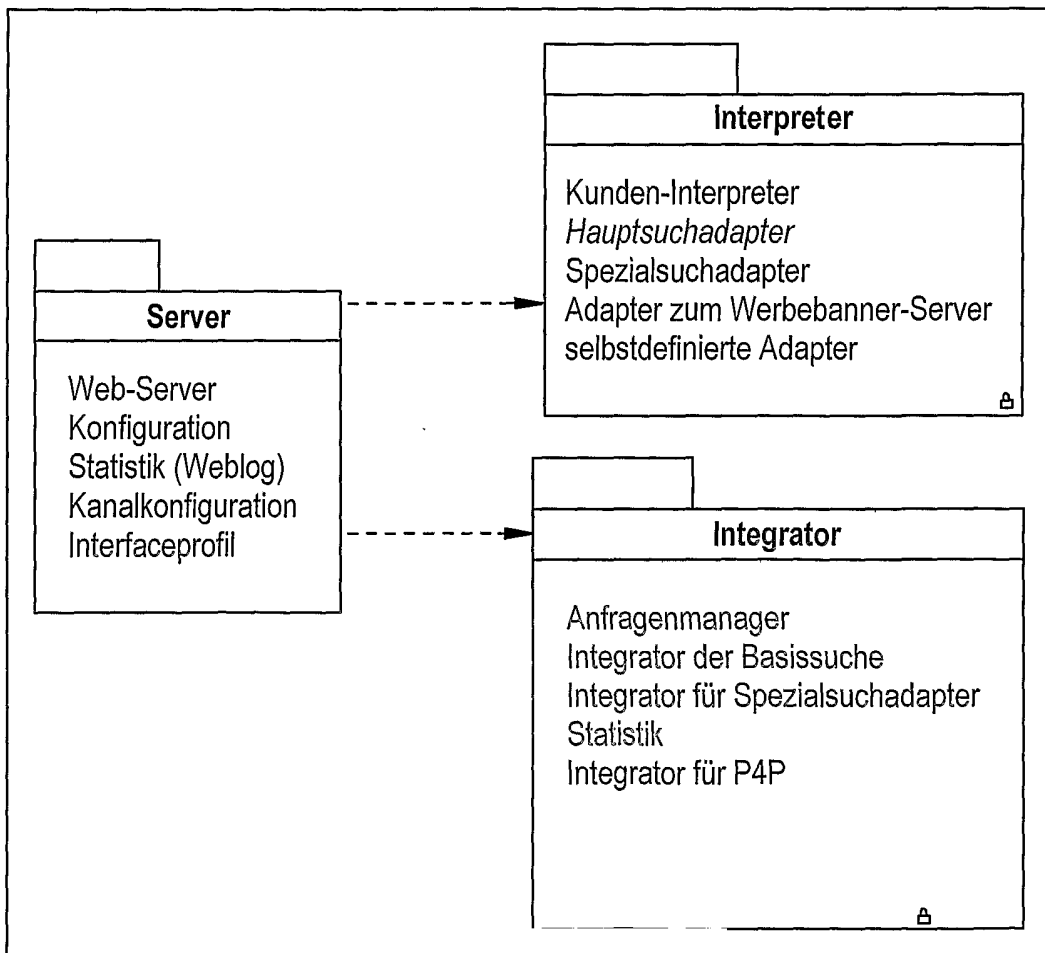 Interpreter
Kunden-Interpreter
Hauptsuchadapter
Spezialsuchadapter
Adapter zum Werbebanner-Server
selbstdefinierte Adapter
Server
Web-Server
Konfiguration
Statistik (Weblog)
Kanalkonfiguration
Interfaceprofil
Integrator
Anfragenmanager
Integrator der Basissuche
Integrator für Spezialsuchadapter
Statistik
Integrator für P4P